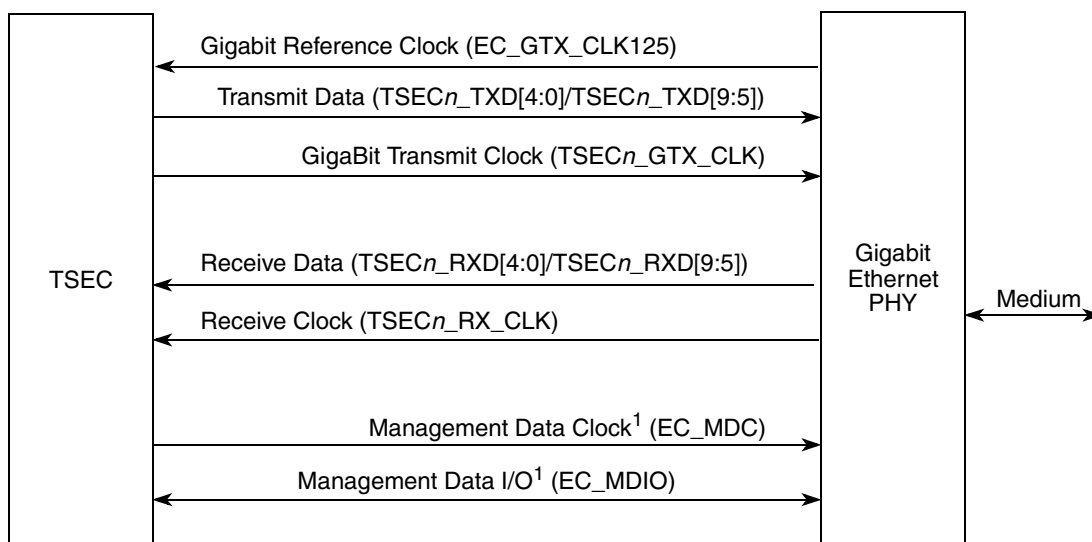 Gigabit Reference Clock (EC_GTX_CLK125)
Transmit Data (TSECn_TXD[4:0]/TSECn_TXD[9:5])
GigaBit Transmit Clock (TSECn_GTX_CLK)
TSEC
Receive Data (TSECn_RXD[4:0]/TSECn_RXD[9:5])
Receive Clock (TSECn_RX_CLK)
Gigabit
Ethernet
PHY
Medium
Management Data Clock¹ (EC_MDC)
Management Data I/O¹ (EC_MDIO)